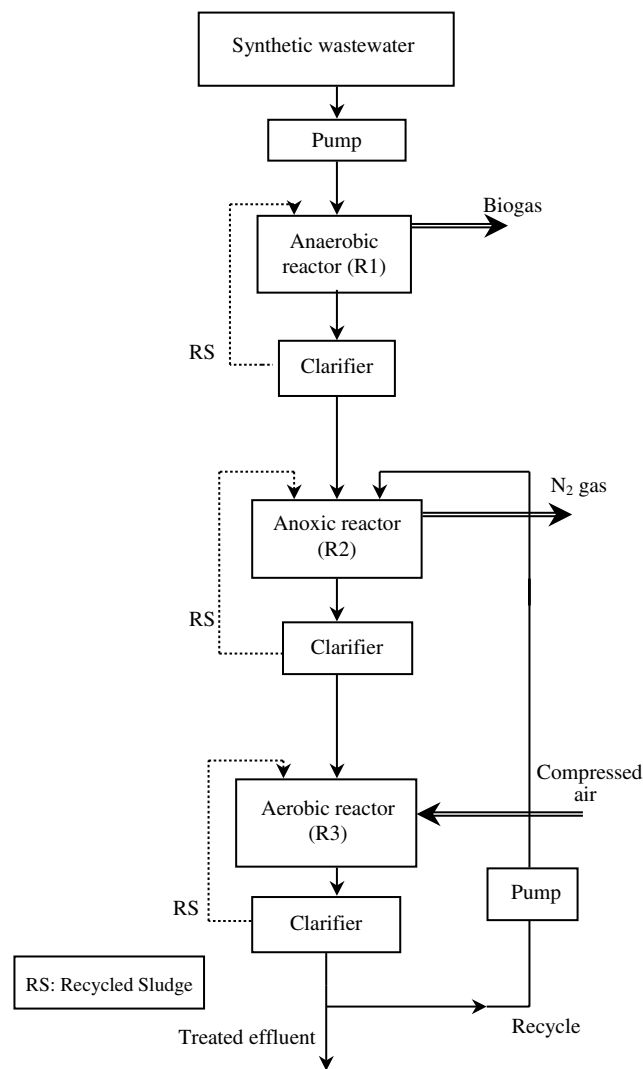 Synthetic wastewater
Pump
Biogas
Anaerobic
reactor (R1)
RS
Clarifier
N₂ gas
Anoxic reactor
(R2)
RS
Clarifier
Compressed
air
Aerobic reactor
(R3)
Pump
RS
Clarifier
RS: Recycled Sludge
Recycle
Treated effluent